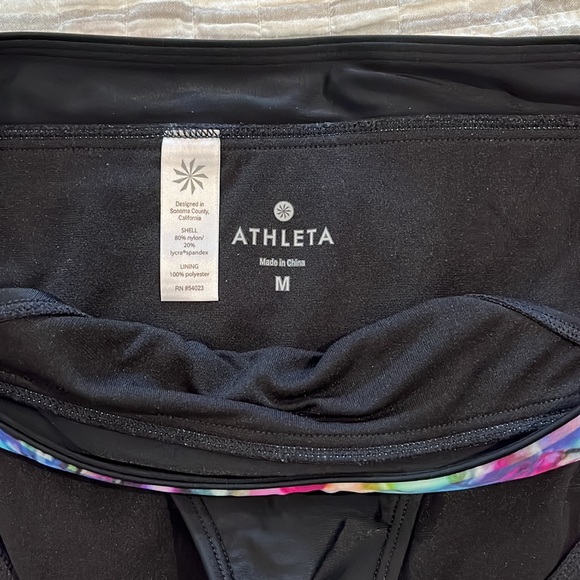 Designed in
Sonoma County,
California
SHELL
80% nylon/
20%
lycra®spandex
LINING
100% polyester
RN #54023
ATHLETA
Made in China
M